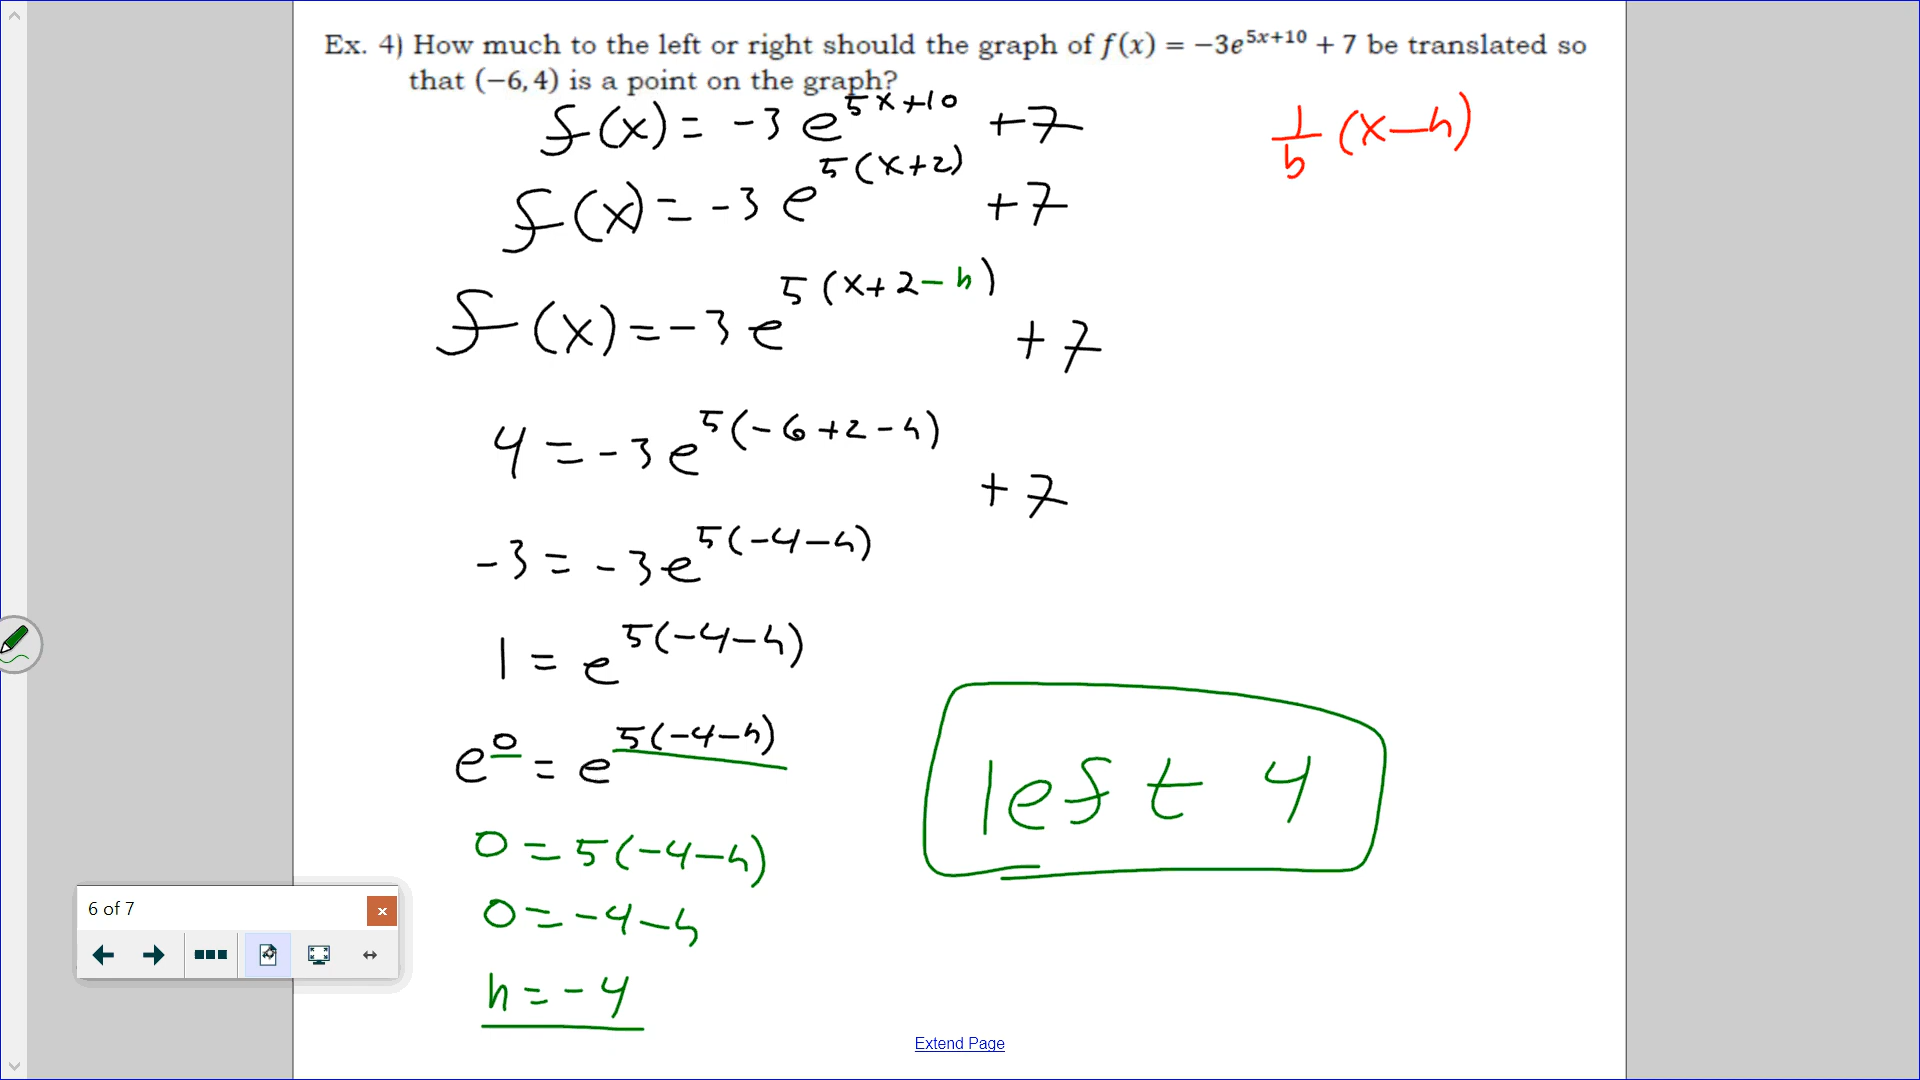 Ex. 4) How much to the left or right should the graph of f(x) = −3e^{5x+10} + 7 be translated so
that (−6, 4) is a point on the graph?
f(x) = -3e^{5x+10} +7
1/b (x-h)
f(x) = -3e^{5(x+2)} +7
f(x) = -3e^{5(x+2-h)} +7
4 = -3e^{5(-6+2-h)} +7
-3 = -3e^{5(-4-h)}
1 = e^{5(-4-h)}
e^0 = e^{5(-4-h)}
left 4
0 = 5(-4-h)
0 = -4-h
h = -4
6 of 7
Extend Page